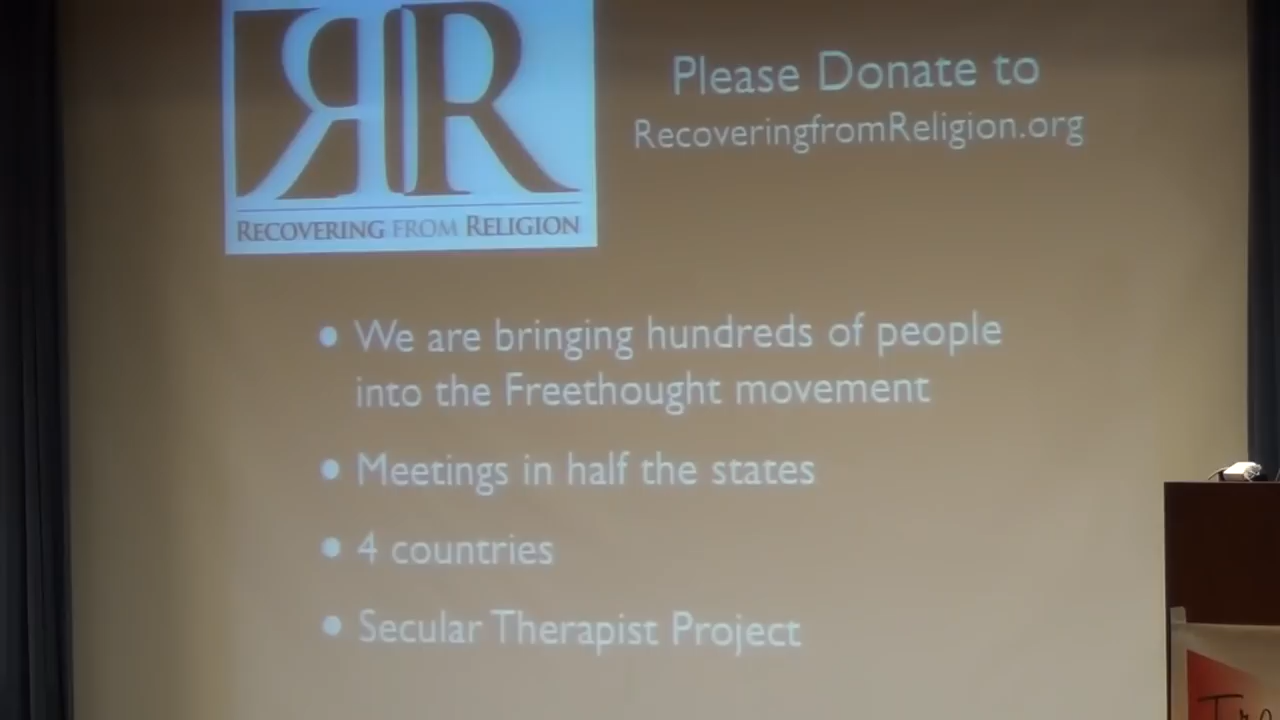 RR
RECOVERING FROM RELIGION
Please Donate to
RecoveringfromReligion.org
• We are bringing hundreds of people
into the Freethought movement
• Meetings in half the states
• 4 countries
• Secular Therapist Project